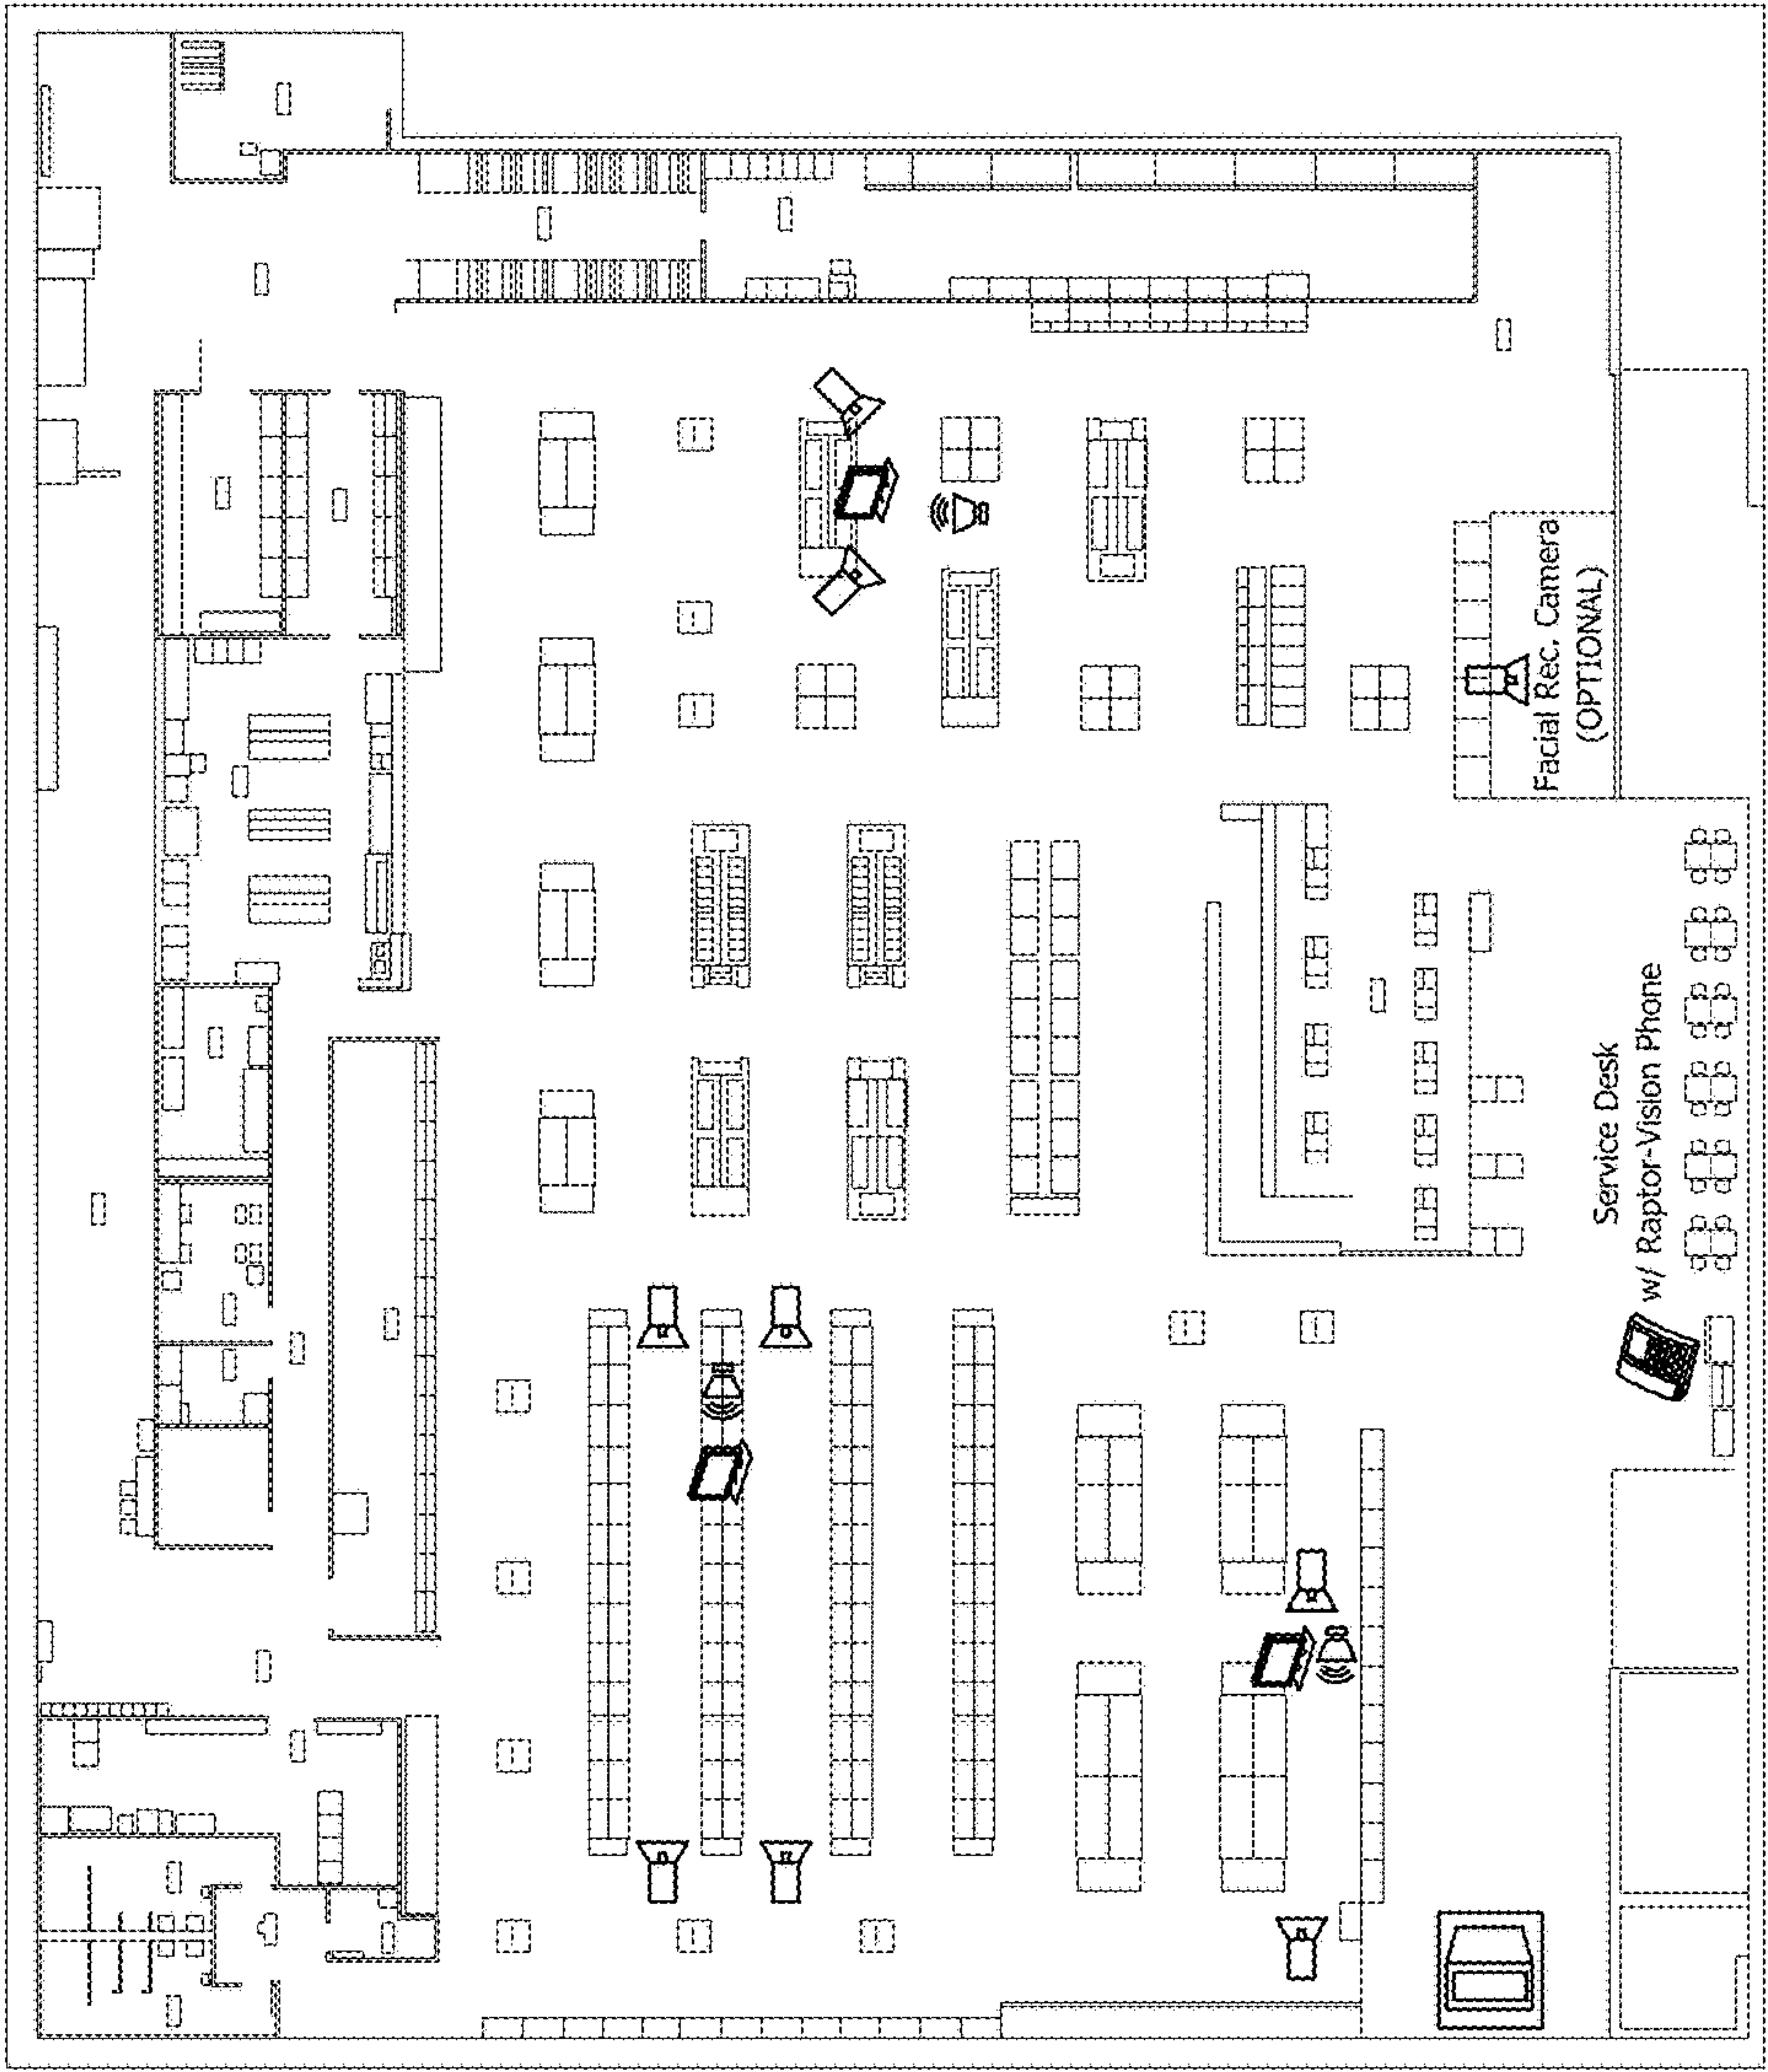 Facial Rec. Camera
(OPTIONAL)
Service Desk
w/ Raptor-Vision Phone